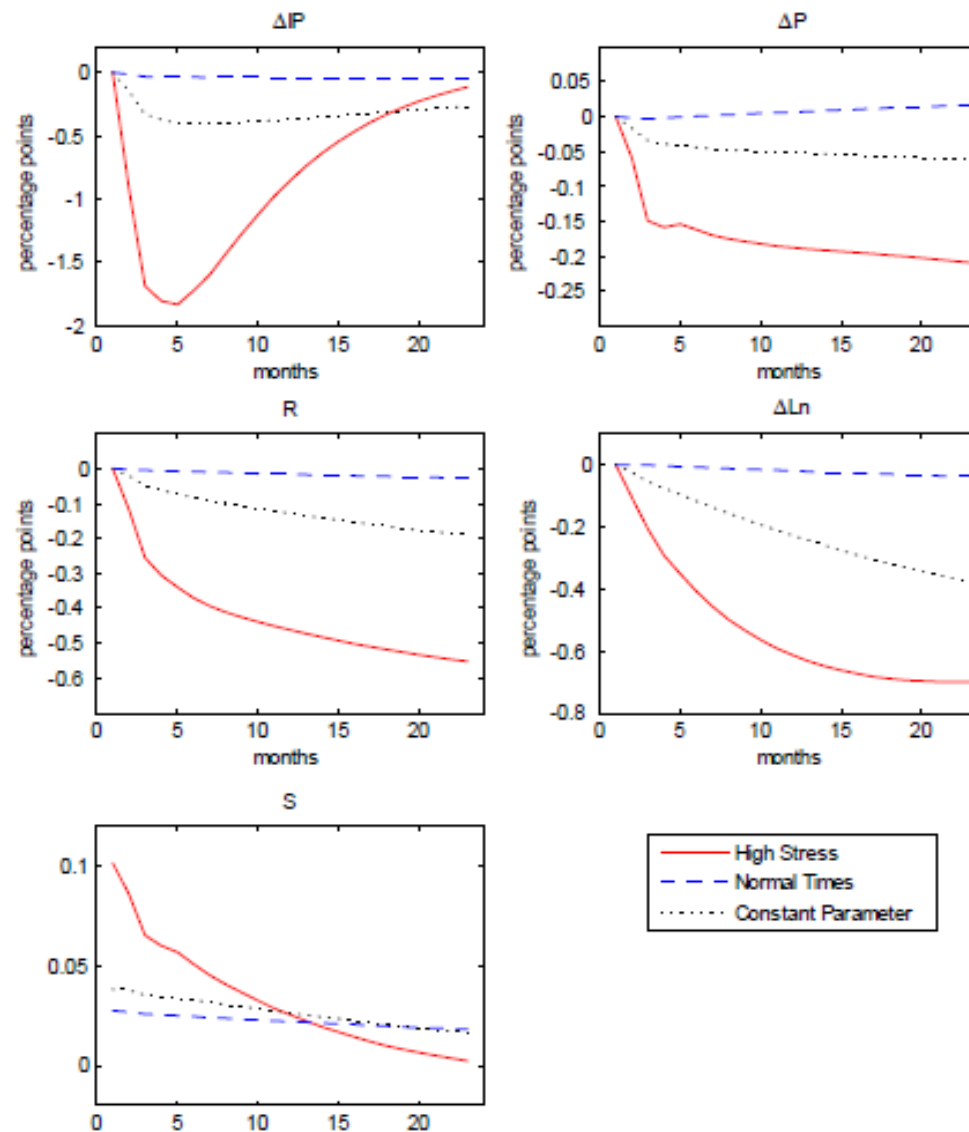 ΔIP
percentage points
0
-0.5
-1
-1.5
-2
0 5 10 15 20
months
ΔP
percentage points
0.05
0
-0.05
-0.1
-0.15
-0.2
-0.25
0 5 10 15 20
months
R
percentage points
0
-0.1
-0.2
-0.3
-0.4
-0.5
-0.6
0 5 10 15 20
months
ΔLn
percentage points
0
-0.2
-0.4
-0.6
-0.8
0 5 10 15 20
months
S
0.1
0.05
0
0 5 10 15 20
High Stress
Normal Times
Constant Parameter